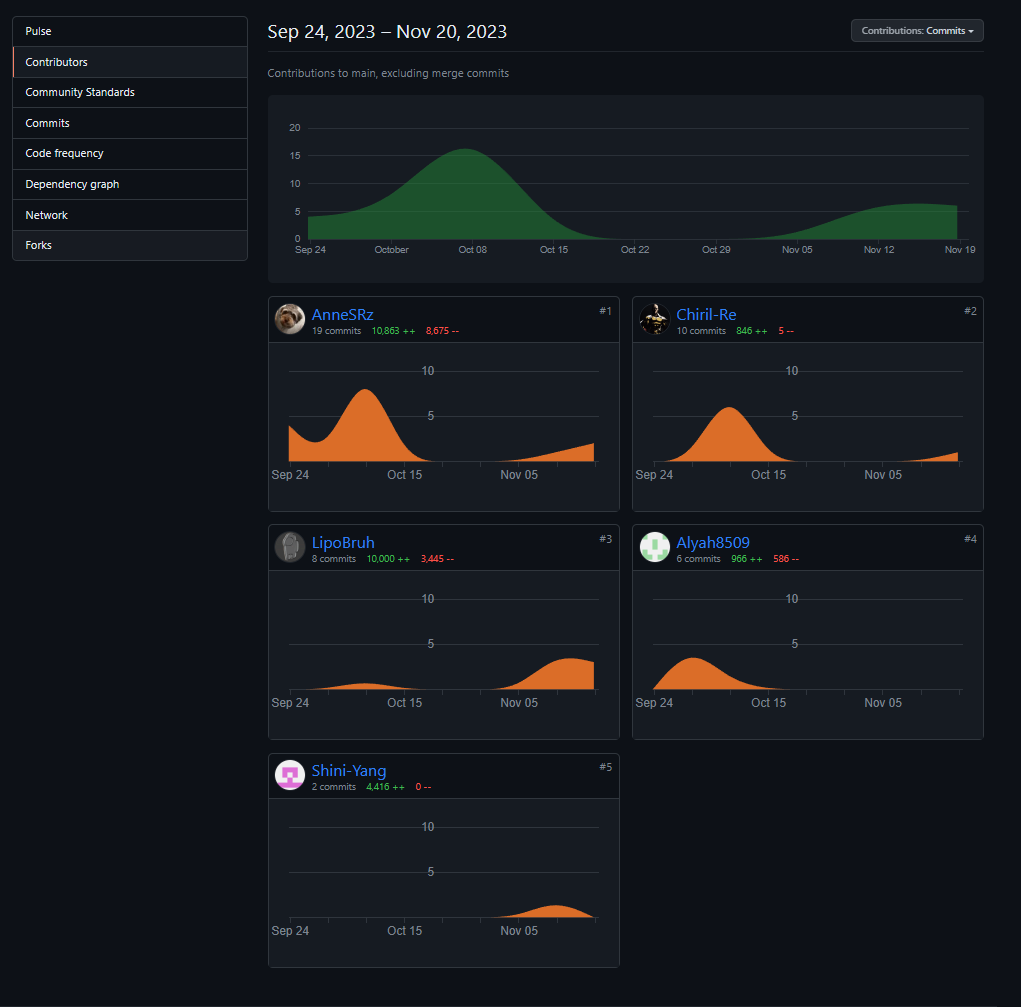 Pulse
Contributors
Community Standards
Commits
Code frequency
Dependency graph
Network
Forks
Sep 24, 2023 – Nov 20, 2023
Contributions: Commits
Contributions to main, excluding merge commits
20
15
10
5
0
Sep 24 October Oct 08 Oct 15 Oct 22 Oct 29 Nov 05 Nov 12 Nov 19
AnneSRz #1
19 commits 10,863 ++ 8,675 --
10
5
Sep 24 Oct 15 Nov 05
Chiril-Re #2
10 commits 846 ++ 5 --
10
5
Sep 24 Oct 15 Nov 05
LipoBruh #3
8 commits 10,000 ++ 3,445 --
10
5
Sep 24 Oct 15 Nov 05
Alyah8509 #4
6 commits 966 ++ 586 --
10
5
Sep 24 Oct 15 Nov 05
Shini-Yang #5
2 commits 4,416 ++ 0 --
10
5
Sep 24 Oct 15 Nov 05